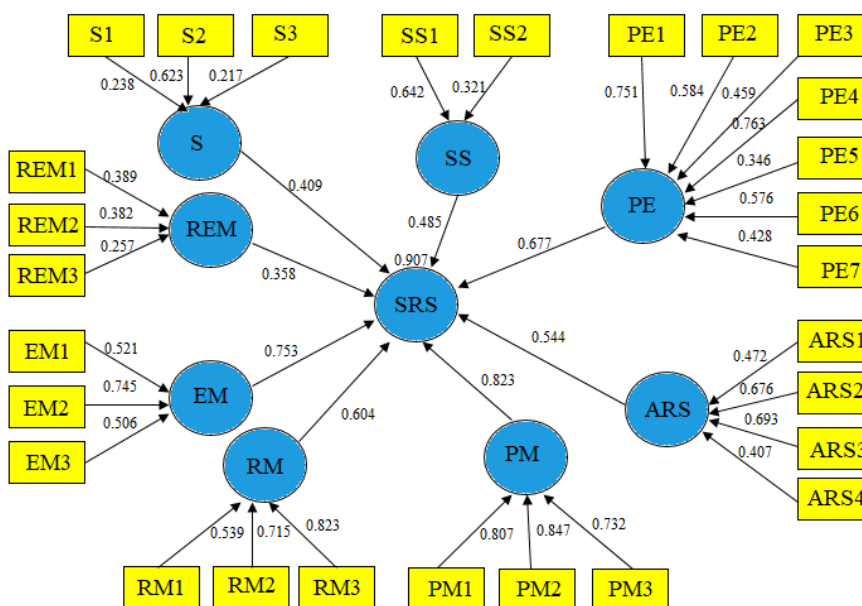 S1
S2
S3
SS1
SS2
PE1
PE2
PE3
0.238
0.623
0.217
0.642
0.321
0.751
0.584
0.459
PE4
0.763
S
SS
PE5
0.346
REM1
0.389
0.409
PE
0.576
PE6
REM2
0.382
REM
0.485
0.428
REM3
0.257
0.358
0.907
0.677
PE7
SRS
EM1
0.521
0.753
0.544
ARS1
0.472
EM2
0.745
EM
0.823
0.676
ARS2
0.604
ARS
0.693
EM3
0.506
RM
PM
0.407
ARS3
ARS4
0.539
0.715
0.823
0.807
0.847
0.732
RM1
RM2
RM3
PM1
PM2
PM3